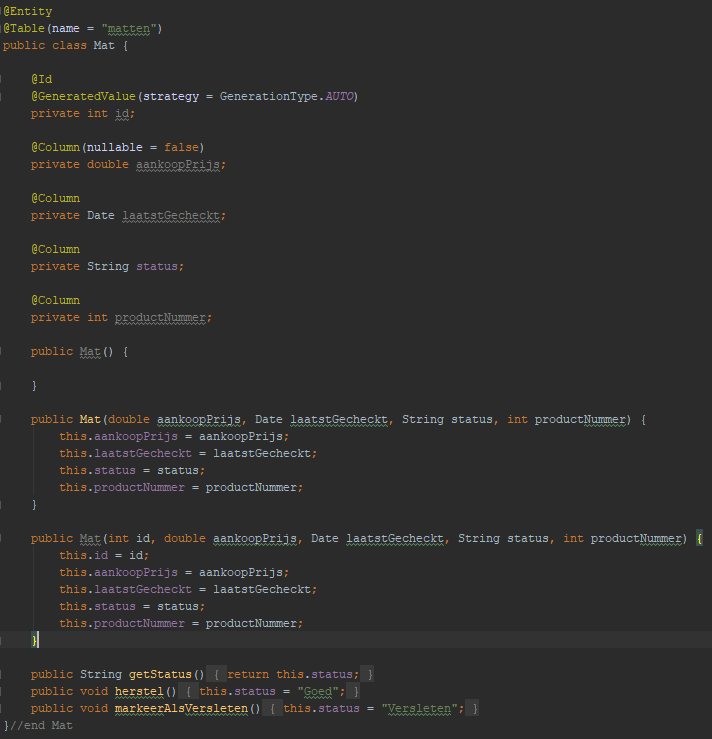 @Entity
@Table(name = "matten")
public class Mat {
@Id
@GeneratedValue(strategy = GenerationType.AUTO)
private int id;
@Column(nullable = false)
private double aankoopPrijs;
@Column
private Date laatstGecheckt;
@Column
private String status;
@Column
private int productNummer;
public Mat() {
}
public Mat(double aankoopPrijs, Date laatstGecheckt, String status, int productNummer) {
this.aankoopPrijs = aankoopPrijs;
this.laatstGecheckt = laatstGecheckt;
this.status = status;
this.productNummer = productNummer;
}
public Mat(int id, double aankoopPrijs, Date laatstGecheckt, String status, int productNummer) {
this.id = id;
this.aankoopPrijs = aankoopPrijs;
this.laatstGecheckt = laatstGecheckt;
this.status = status;
this.productNummer = productNummer;
}
public String getStatus() { return this.status; }
public void herstel() { this.status = "Goed"; }
public void markeerAlsVersleten() { this.status = "Versleten"; }
}//end Mat